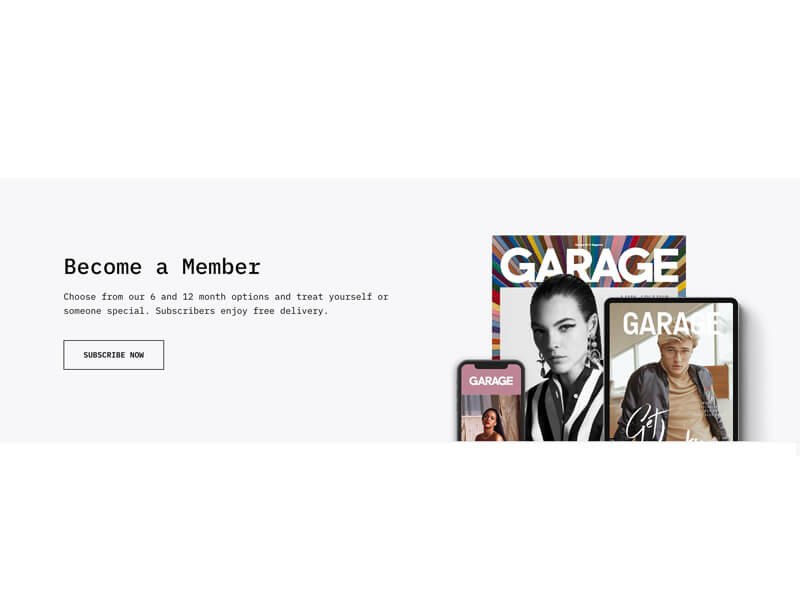 GARAGE
Become a Member
Choose from our 6 and 12 month options and treat yourself or
someone special. Subscribers enjoy free delivery.
SUBSCRIBE NOW
GARAGE
GARAGE
Get